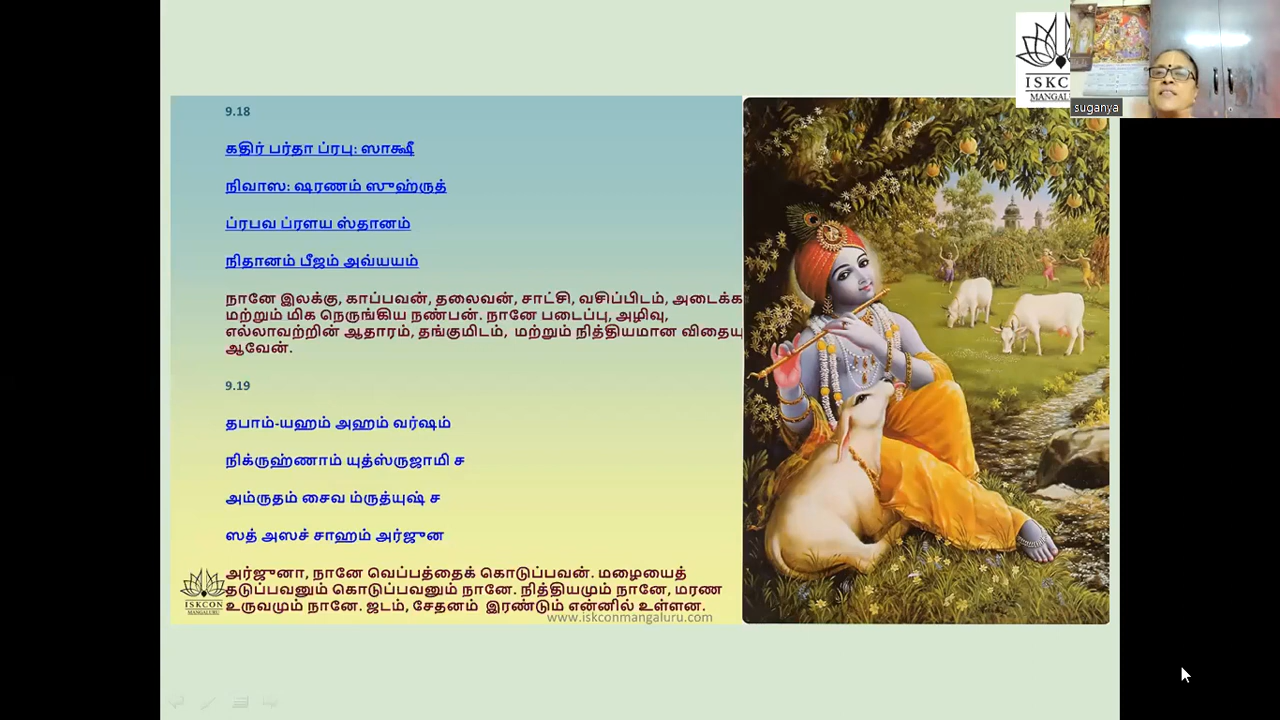 9.18
கதிர் பர்தா ப்ரபு: ஸாக்ஷீ
நிவாஸ: ஷரணம் ஸுஹ்ருத்
ப்ரபவ ப்ரளய ஸ்தானம்
நிதானம் பீஜம் அவ்யயம்
நானே இலக்கு, காப்பவன், தலைவன், சாட்சி, வசிப்பிடம், அடைக்க
மற்றும் மிக நெருங்கிய நண்பன். நானே படைப்பு, அழிவு,
எல்லாவற்றின் ஆதாரம், தங்குமிடம், மற்றும் நித்தியமான விதையு
ஆவேன்.
9.19
தபாம்-யஹம் அஹம் வர்ஷம்
நிக்ருஹ்ணாம் யுத்ஸ்ருஜாமி ச
அம்ருதம் சைவ ம்ருத்யுஷ் ச
ஸத் அஸச் சாஹம் அர்ஜுன
அர்ஜுனா, நானே வெப்பத்தைக் கொடுப்பவன். மழையைத்
தடுப்பவனும் கொடுப்பவனும் நானே. நித்தியமும் நானே, மரண
உருவமும் நானே. ஜடம், சேதனம் இரண்டும் என்னில் உள்ளன.
ISKCON
MANGALURU
www.iskconmangaluru.com
ISKC
MANGALU
suganya